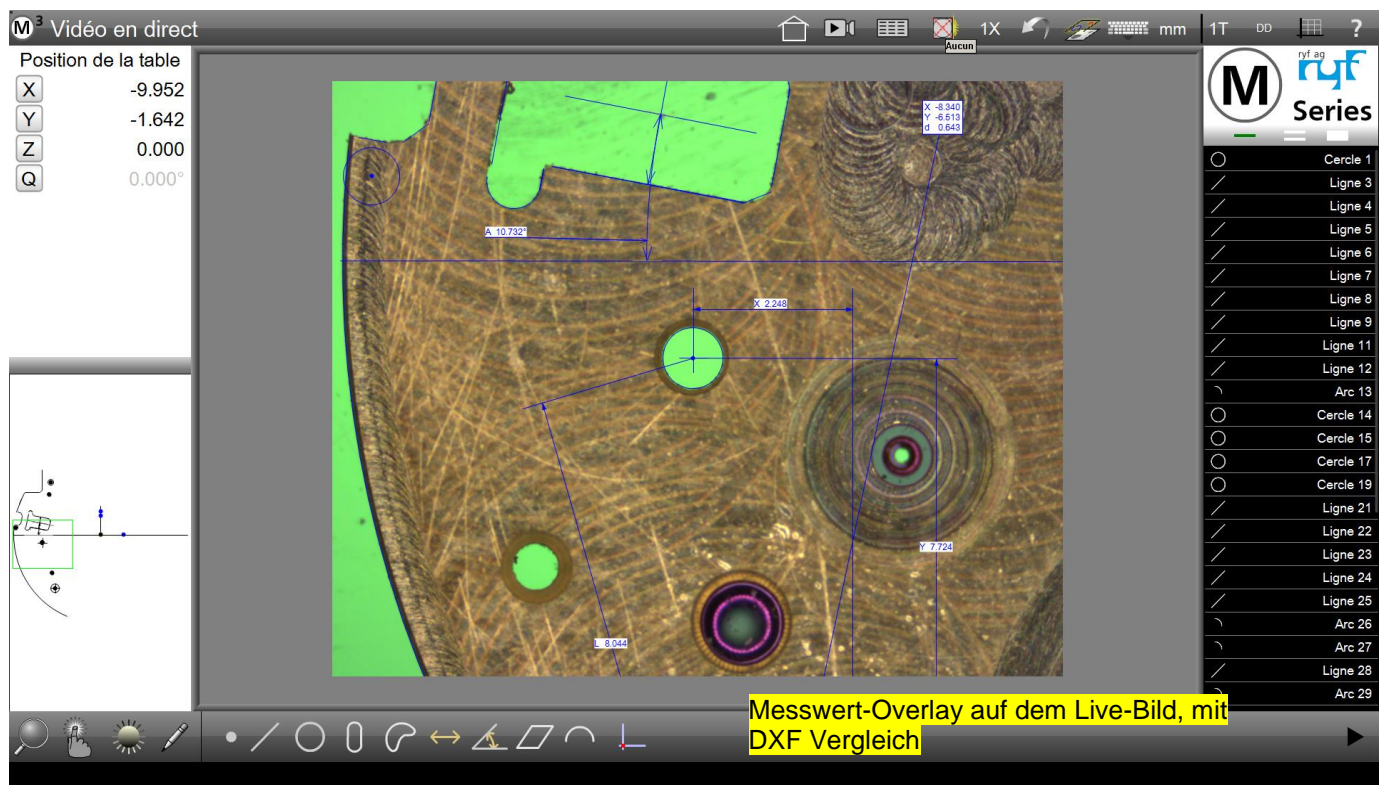 M3 Vidéo en direct
1X
mm
1T
DD
?
Aucun
Position de la table
X -9.952
Y -1.642
Z 0.000
Q 0.000°
X -8.340
Y -6.513
d 0.643
A 10.732°
X 2.248
Y 7.724
L 8.044
ryf ag
ryf
M Series
Cercle 1
Ligne 3
Ligne 4
Ligne 5
Ligne 6
Ligne 7
Ligne 8
Ligne 9
Ligne 11
Ligne 12
Arc 13
Cercle 14
Cercle 15
Cercle 17
Cercle 19
Ligne 21
Ligne 22
Ligne 23
Ligne 24
Ligne 25
Arc 26
Arc 27
Ligne 28
Arc 29
Messwert-Overlay auf dem Live-Bild, mit
DXF Vergleich